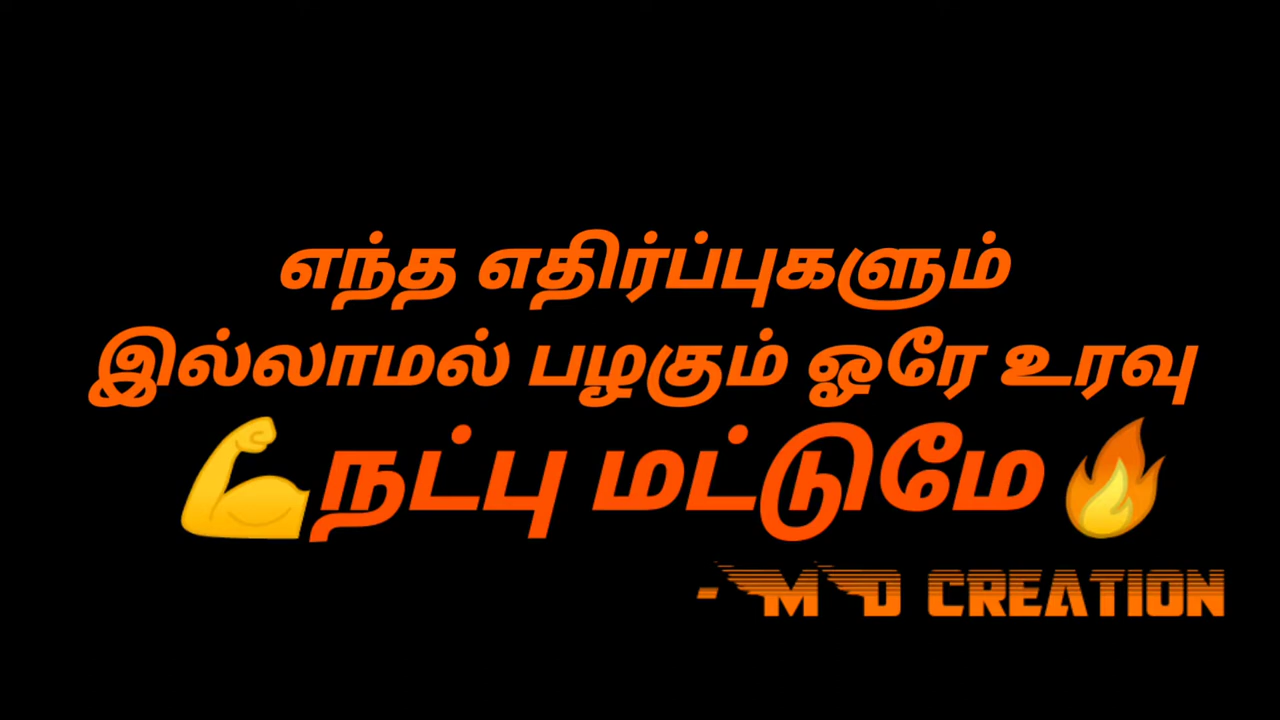 எந்த எதிர்ப்புகளும்
இல்லாமல் பழகும் ஓரே உரவு
💪நட்பு மட்டுமே🔥
- MD CREATION